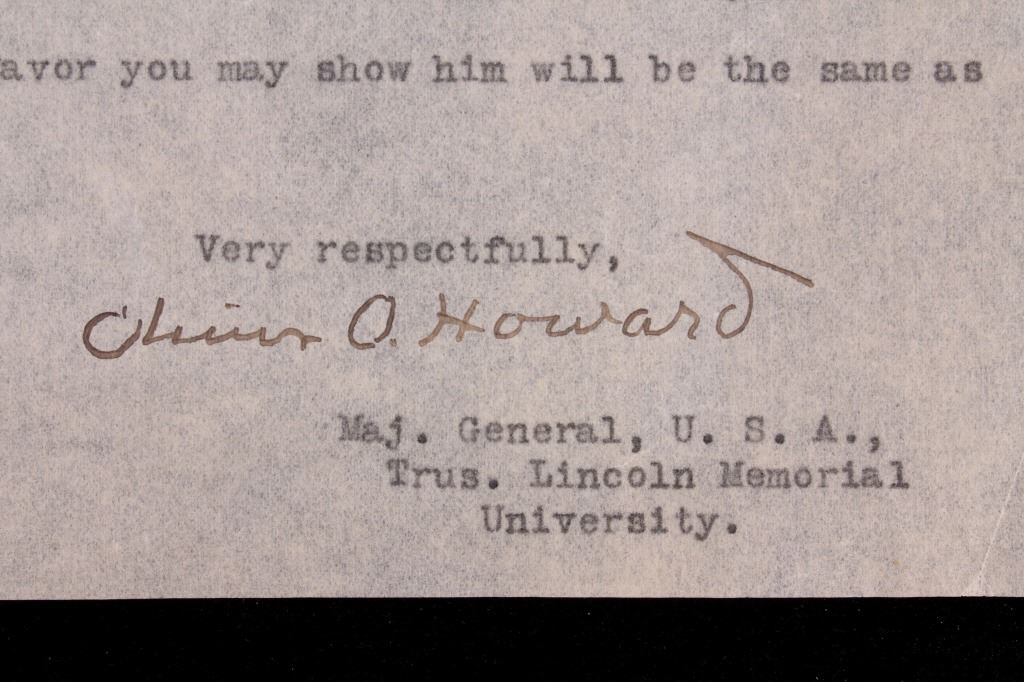 avor you may show him will be the same as
Very respectfully,
Oliver O. Howard
Maj. General, U. S. A.,
Trus. Lincoln Memorial
University.